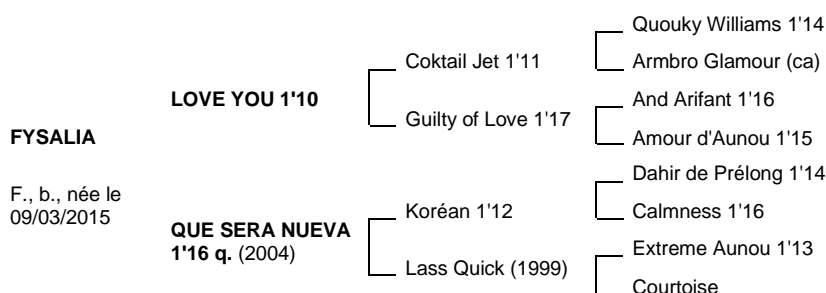 FYSALIA
F., b., née le
09/03/2015
LOVE YOU 1'10
QUE SERA NUEVA
1'16 q. (2004)
Coktail Jet 1'11
Guilty of Love 1'17
Koréan 1'12
Lass Quick (1999)
Quouky Williams 1'14
Armbro Glamour (ca)
And Arifant 1'16
Amour d'Aunou 1'15
Dahir de Prélong 1'14
Calmness 1'16
Extreme Aunou 1'13
Courtoise